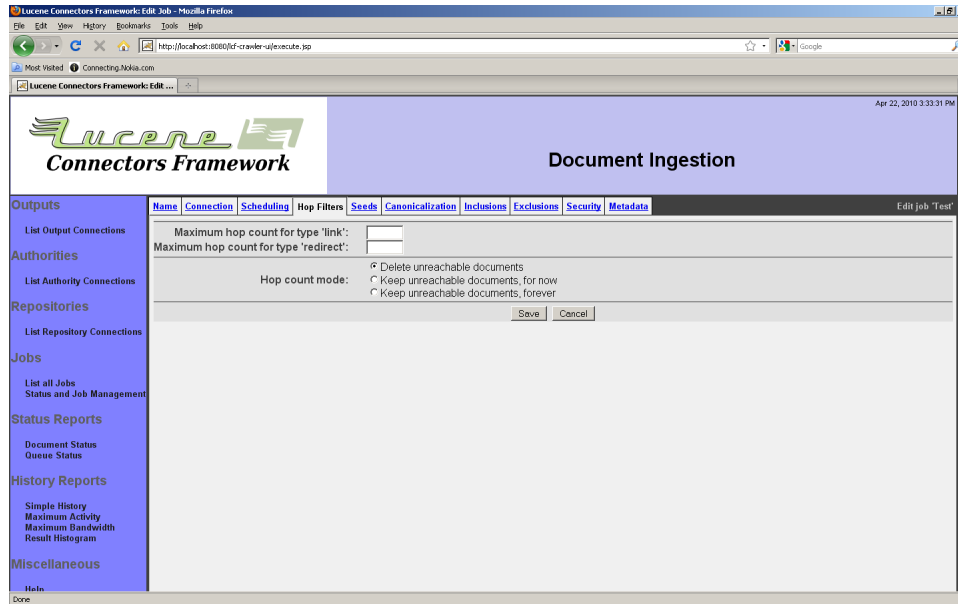 Lucene Connectors Framework: Edit Job - Mozilla Firefox
File Edit View History Bookmarks Tools Help
http://localhost:8080/lcf-crawler-ui/execute.jsp
Google
Most Visited Connecting.Nokia.com
Lucene Connectors Framework: Edit ...
Apr 22, 2010 3:33:31 PM
Lucene
Connectors Framework
Document Ingestion
Outputs
List Output Connections
Authorities
List Authority Connections
Repositories
List Repository Connections
Jobs
List all Jobs
Status and Job Management
Status Reports
Document Status
Queue Status
History Reports
Simple History
Maximum Activity
Maximum Bandwidth
Result Histogram
Miscellaneous
Help
Name Connection Scheduling Hop Filters Seeds Canonicalization Inclusions Exclusions Security Metadata Edit job 'Test'
Maximum hop count for type 'link':
Maximum hop count for type 'redirect':
Hop count mode:
Delete unreachable documents
Keep unreachable documents, for now
Keep unreachable documents, forever
Save Cancel
Done